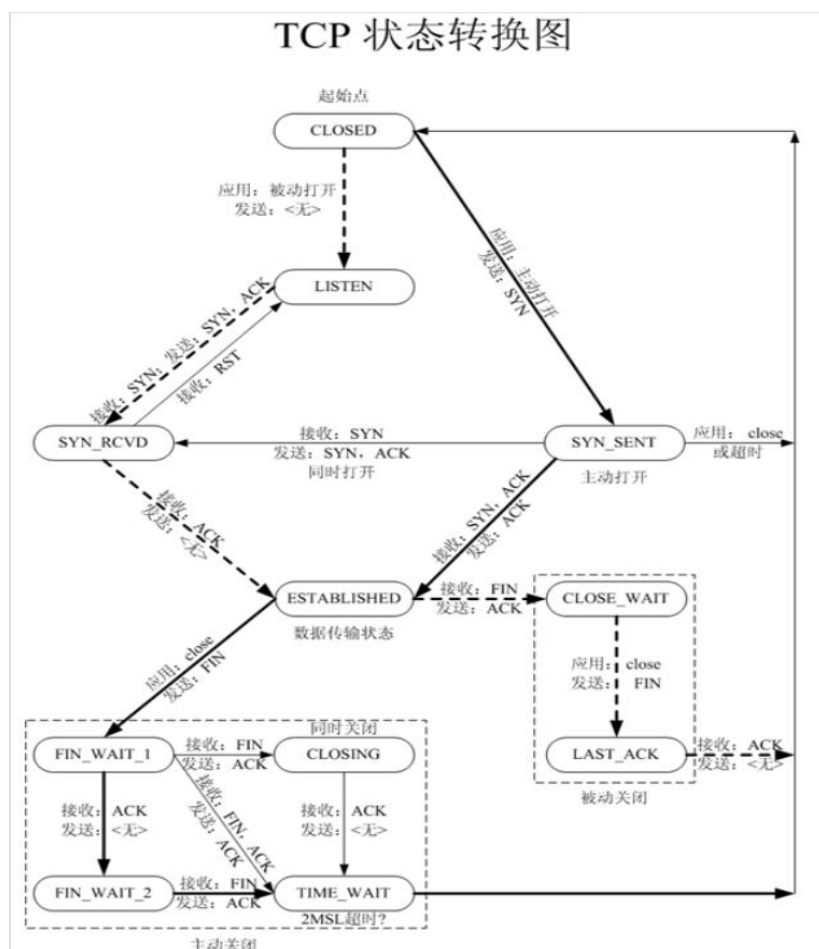 TCP 状态转换图
起始点
CLOSED
应用：被动打开
发送：<无>
应用：主动打开
发送：SYN
LISTEN
接收：SYN；发送：SYN，ACK
接收：RST
SYN_RCVD
接收：SYN
发送：SYN，ACK
同时打开
SYN_SENT
主动打开
应用： close
或超时
接收：ACK
发送：<无>
接收：SYN，ACK
发送：ACK
ESTABLISHED
数据传输状态
接收：FIN
发送：ACK
CLOSE_WAIT
应用：close
发送：FIN
应用：close
发送： FIN
同时关闭
FIN_WAIT_1
接收：FIN
发送：ACK
CLOSING
LAST_ACK
接收：ACK
发送：<无>
被动关闭
接收：ACK
发送：<无>
接收：FIN，ACK
发送：ACK
接收：ACK
发送：<无>
FIN_WAIT_2
接收：FIN
发送：ACK
TIME_WAIT
2MSL超时?
主动关闭